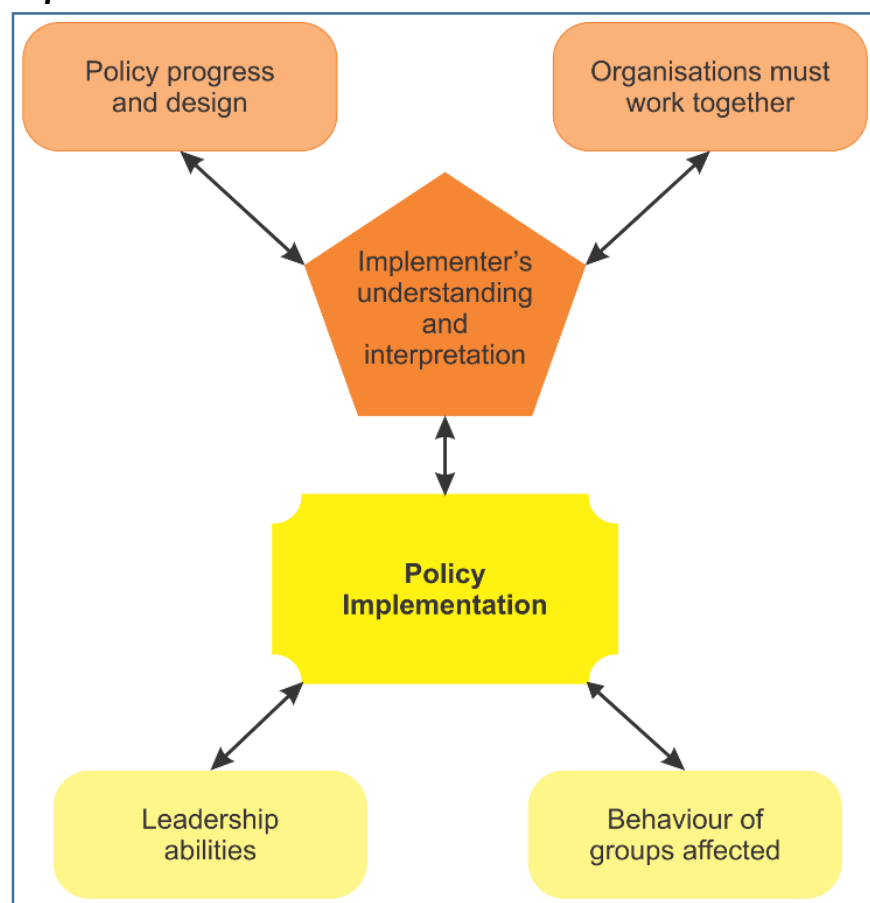 Policy progress
and design
Organisations must
work together
Implementer’s
understanding
and
interpretation
Policy
Implementation
Leadership
abilities
Behaviour of
groups affected